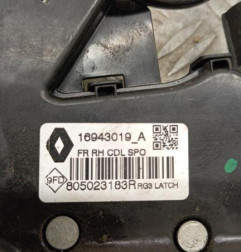 16943019_A
FR RH CDL SPO
9FD
805023183R RG3 LATCH